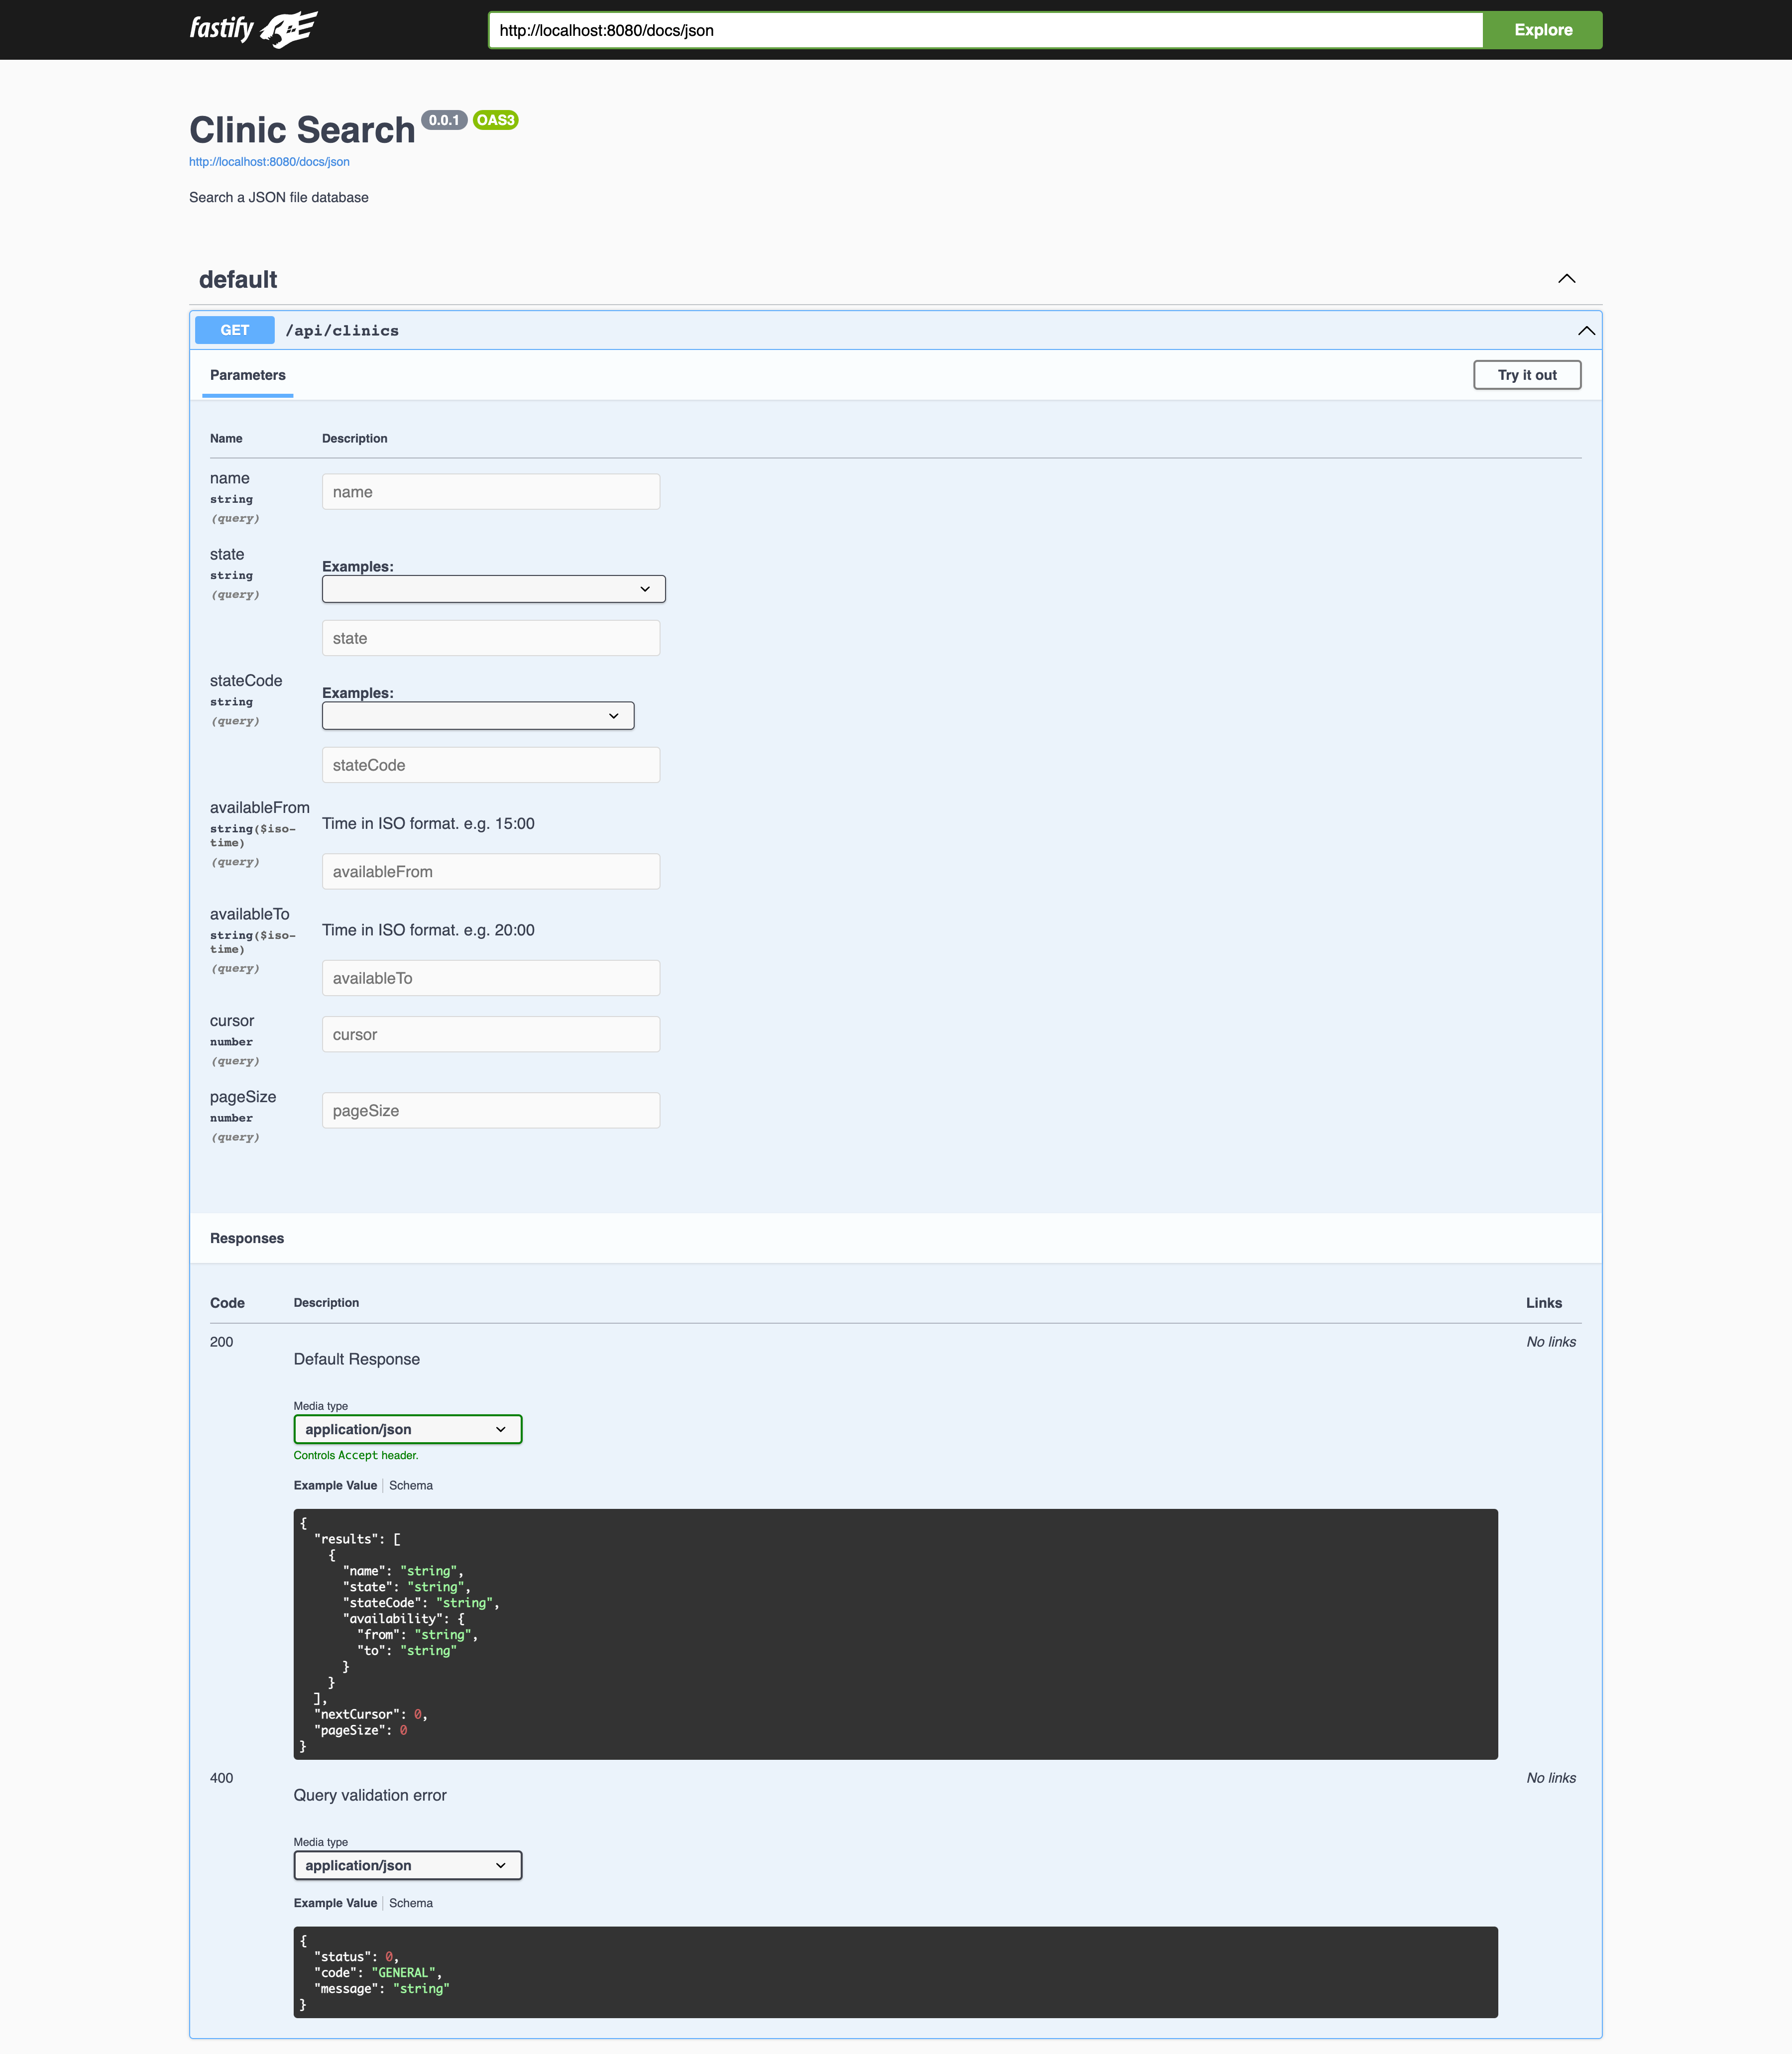 fastify
http://localhost:8080/docs/json
Explore
Clinic Search 0.0.1 OAS3
http://localhost:8080/docs/json
Search a JSON file database
default
GET /api/clinics
Parameters
Try it out
Name Description
name
string
(query)
name
state
string
(query)
Examples:
state
stateCode
string
(query)
Examples:
stateCode
availableFrom
string($iso-
time)
(query)
Time in ISO format. e.g. 15:00
availableFrom
availableTo
string($iso-
time)
(query)
Time in ISO format. e.g. 20:00
availableTo
cursor
number
(query)
cursor
pageSize
number
(query)
pageSize
Responses
Code Description Links
200
Default Response
No links
Media type
application/json
Controls Accept header.
Example Value Schema
{
"results": [
{
"name": "string",
"state": "string",
"stateCode": "string",
"availability": {
"from": "string",
"to": "string"
}
}
],
"nextCursor": 0,
"pageSize": 0
}
400
Query validation error
No links
Media type
application/json
Example Value Schema
{
"status": 0,
"code": "GENERAL",
"message": "string"
}